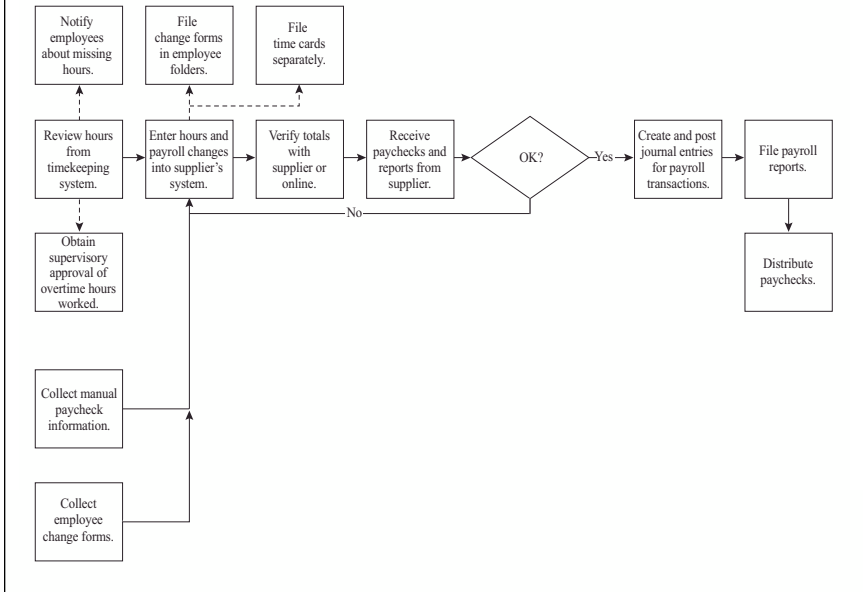 Notify
employees
about missing
hours.
File
change forms
in employee
folders.
File
time cards
separately.
Review hours
from
timekeeping
system.
Enter hours and
payroll changes
into supplier's
system.
Verify totals
with
supplier or
online.
Receive
paychecks and
reports from
supplier.
OK?
Yes
Create and post
journal entries
for payroll
transactions.
File payroll
reports.
No
Obtain
supervisory
approval of
overtime hours
worked.
Distribute
paychecks.
Collect manual
paycheck
information.
Collect
employee
change forms.